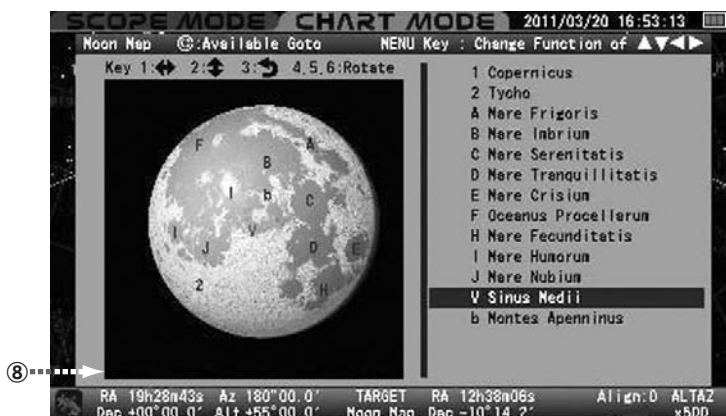 SCOPE MODE CHART MODE 2011/03/20 16:53:13
Moon Map Ⓒ:Available Goto MENU Key : Change Function of ▲▼◀▶
Key 1:↔ 2:↕ 3:⮌ 4,5,6:Rotate
1 Copernicus
2 Tycho
A Mare Frigoris
B Mare Imbrium
C Mare Serenitatis
D Mare Tranquillitatis
E Mare Crisium
F Oceanus Procellarum
H Mare Fecunditatis
I Mare Humorum
J Mare Nubium
V Sinus Medii
b Montes Apenninus
F
A
B
1
b
C
I
V
J
D
E
2
H
⑧
RA 19h28m43s Az 180°00.0' TARGET RA 12h38m06s Align:0 ALTAZ
Dec +00°00.0' Alt +55°00.0' Moon Map Dec -10°14.2' x500